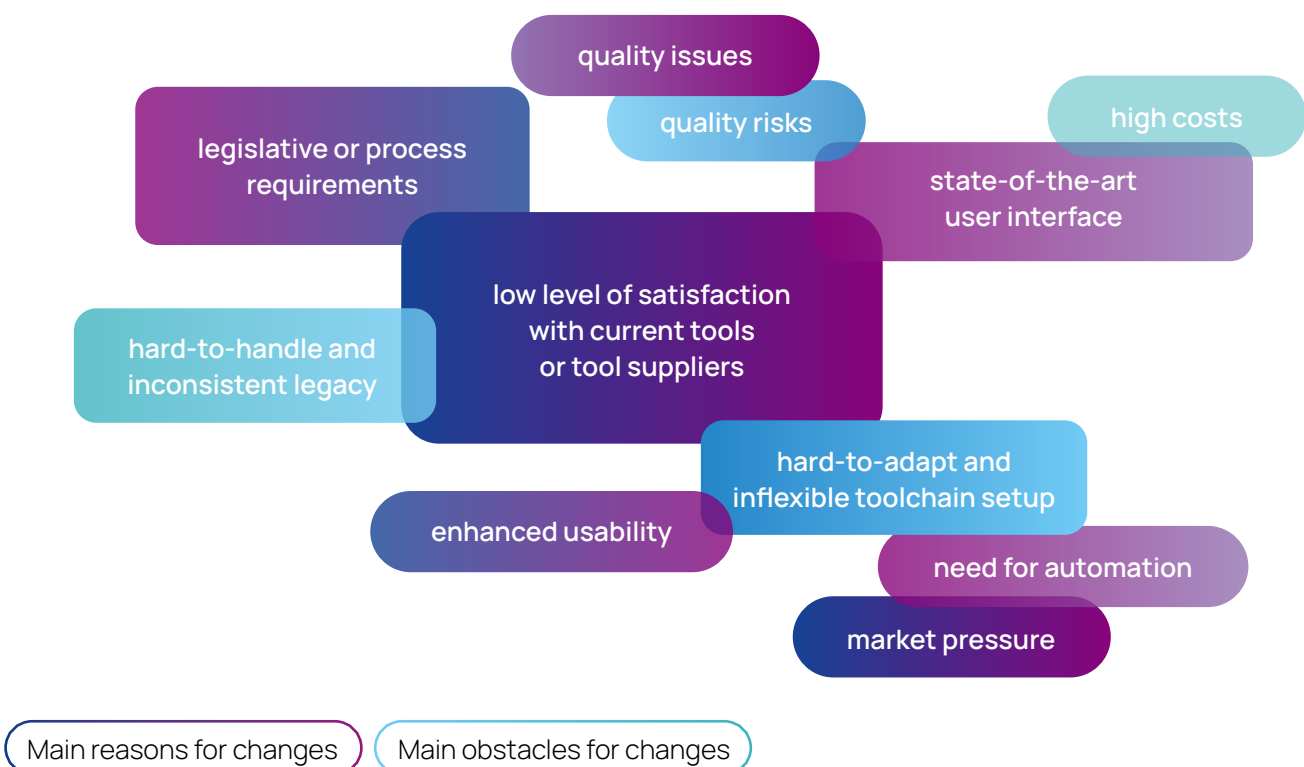 quality issues
quality risks
high costs
legislative or process
requirements
state-of-the-art
user interface
low level of satisfaction
with current tools
or tool suppliers
hard-to-handle and
inconsistent legacy
hard-to-adapt and
inflexible toolchain setup
enhanced usability
need for automation
market pressure
Main reasons for changes
Main obstacles for changes